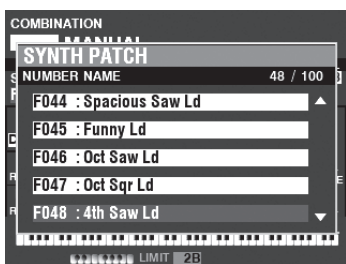 COMBINATION
MANUAL
SYNTH PATCH
NUMBER NAME 48 / 100
F044 : Spacious Saw Ld
F045 : Funny Ld
F046 : Oct Saw Ld
F047 : Oct Sqr Ld
F048 : 4th Saw Ld
LIMIT 2B